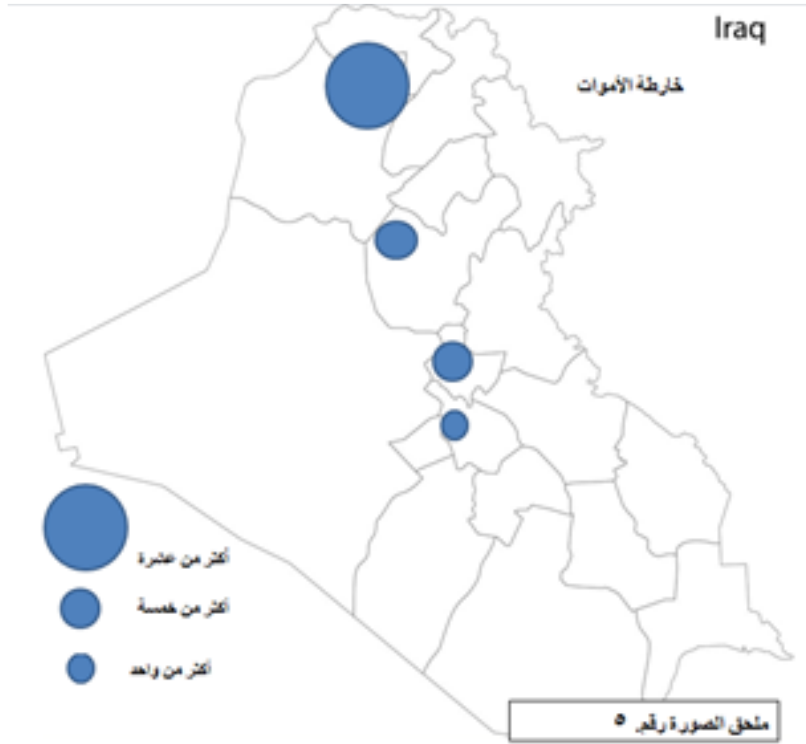 Iraq
خارطة الأموات
أكثر من عشرة
أكثر من خمسة
أكثر من واحد
ملحق الصورة رقم. ٥